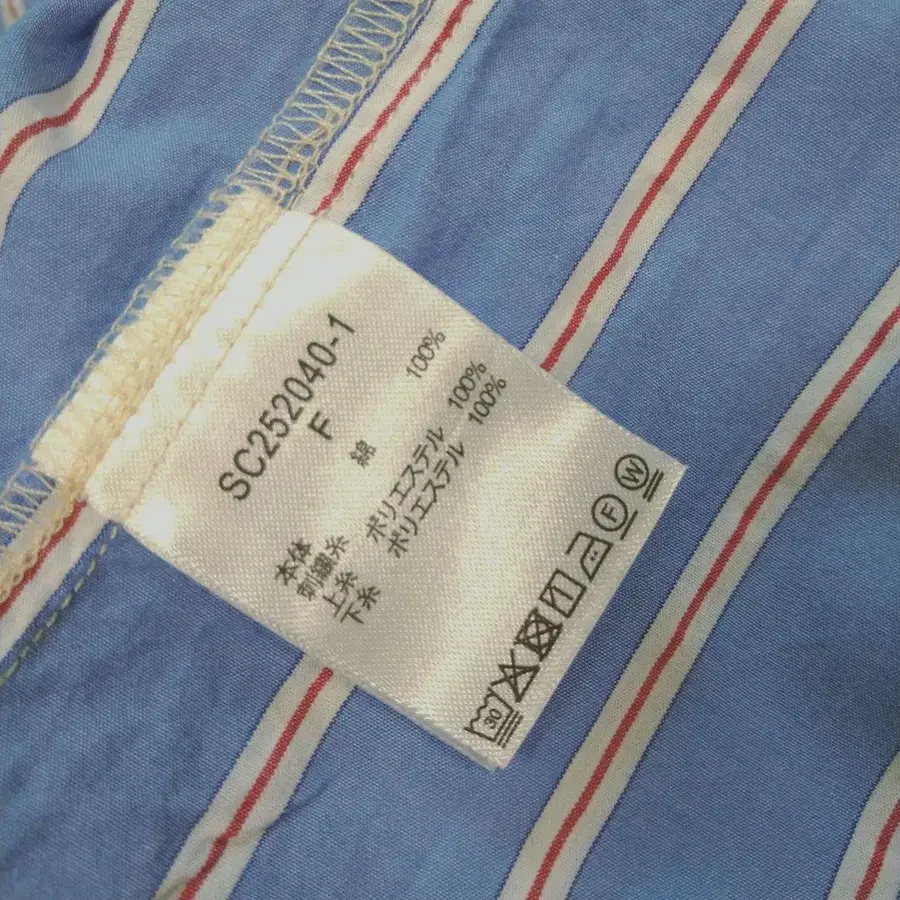 SC252040-1
F
本体 綿 100%
刺繍糸
上糸 ポリエステル 100%
下糸 ポリエステル 100%
30 F W